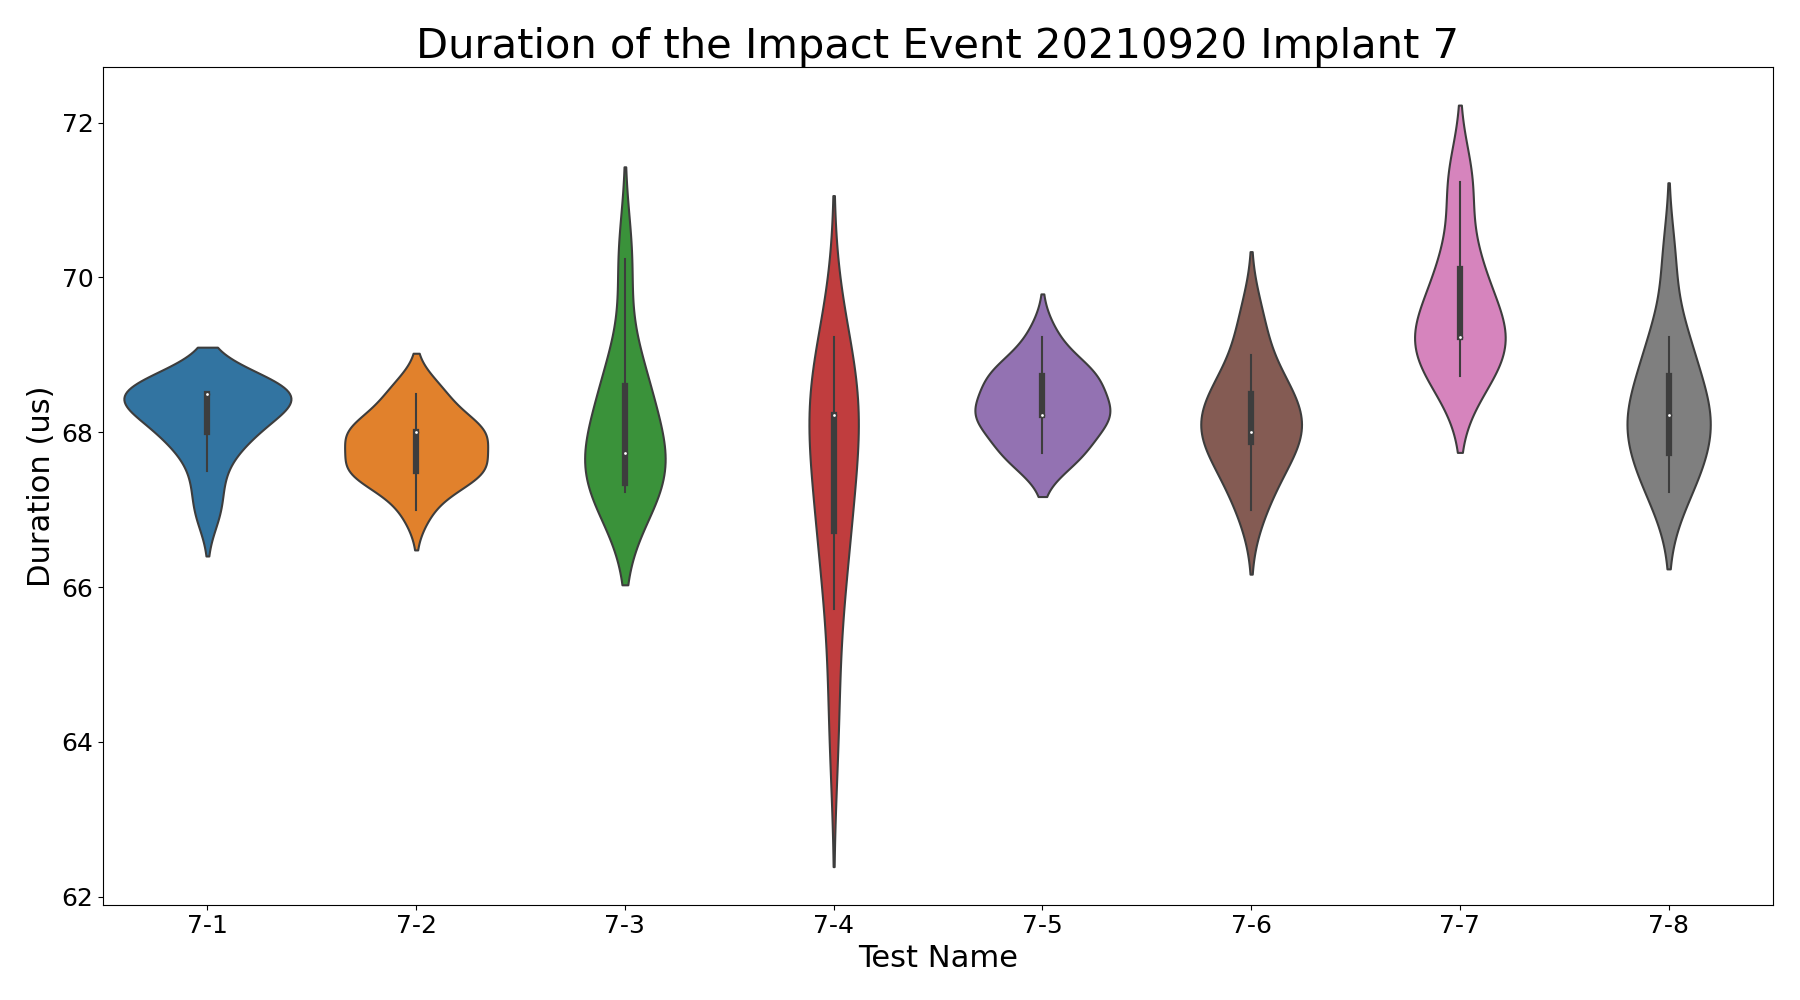 Duration of the Impact Event 20210920 Implant 7
Duration (us)
72
70
68
66
64
62
7-1 7-2 7-3 7-4 7-5 7-6 7-7 7-8
Test Name